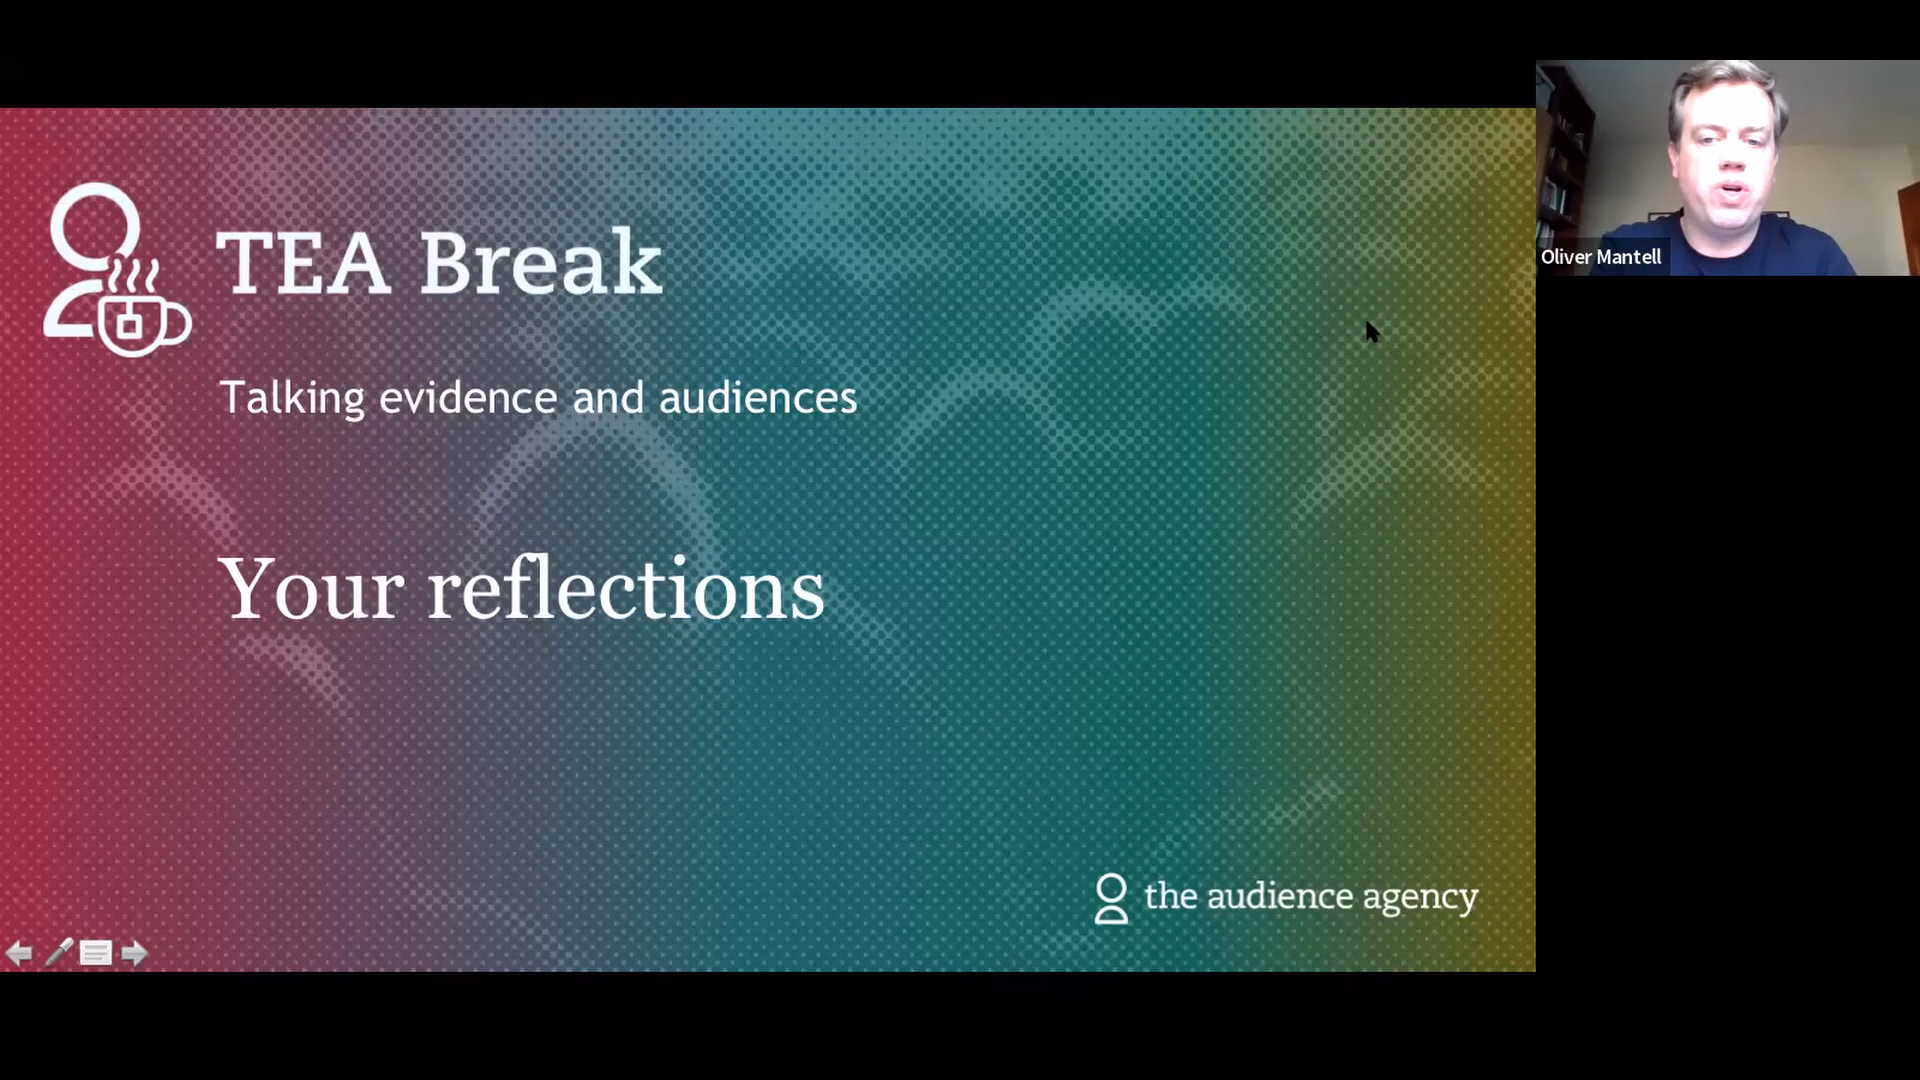 TEA Break
Talking evidence and audiences
Your reflections
the audience agency
Oliver Mantell